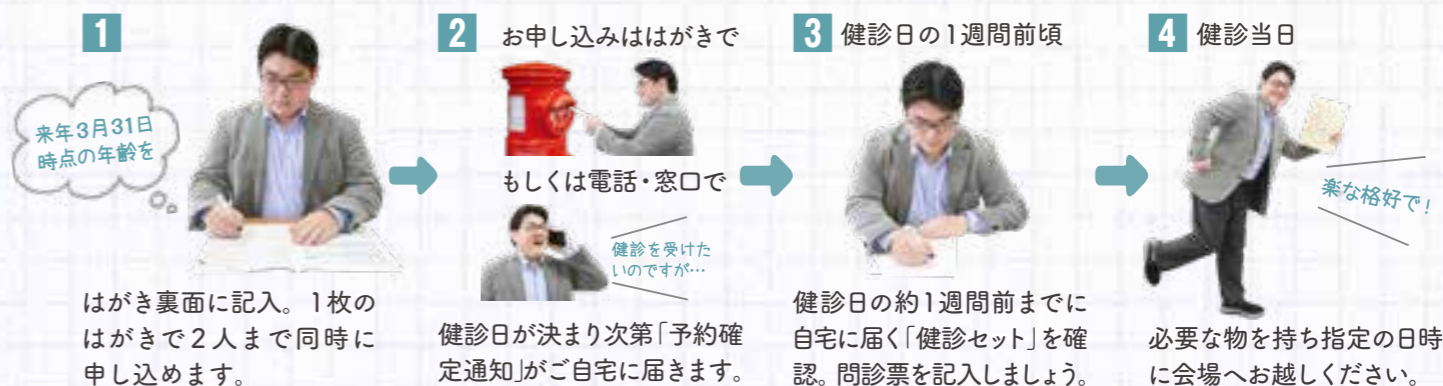 1
来年3月31日
時点の年齢を
はがき裏面に記入。1枚の
はがきで2人まで同時に
申し込めます。
2
お申し込みははがきで
もしくは電話・窓口で
健診を受けた
いのですが…
健診日が決まり次第「予約確
定通知」がご自宅に届きます。
3 健診日の1週間前頃
健診日の約1週間前までに
自宅に届く「健診セット」を確
認。問診票を記入しましょう。
4 健診当日
楽な格好で!
必要な物を持ち指定の日時
に会場へお越しください。